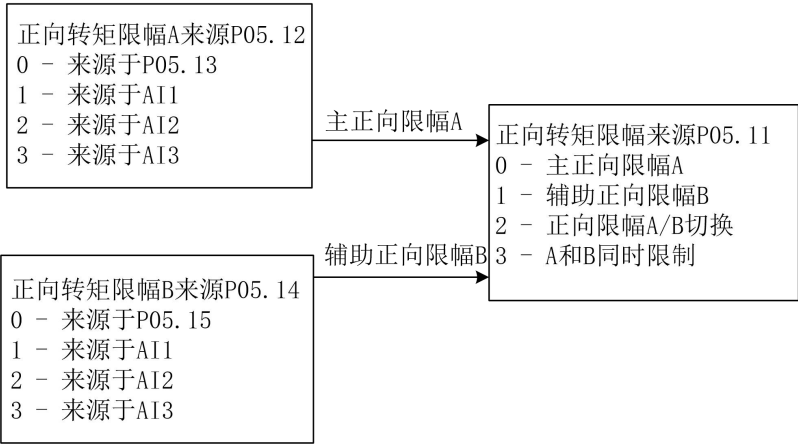 正向转矩限幅A来源P05.12
0 - 来源于P05.13
1 - 来源于AI1
2 - 来源于AI2
3 - 来源于AI3
主正向限幅A
正向转矩限幅B来源P05.14
0 - 来源于P05.15
1 - 来源于AI1
2 - 来源于AI2
3 - 来源于AI3
辅助正向限幅B
正向转矩限幅来源P05.11
0 - 主正向限幅A
1 - 辅助正向限幅B
2 - 正向限幅A/B切换
3 - A和B同时限制